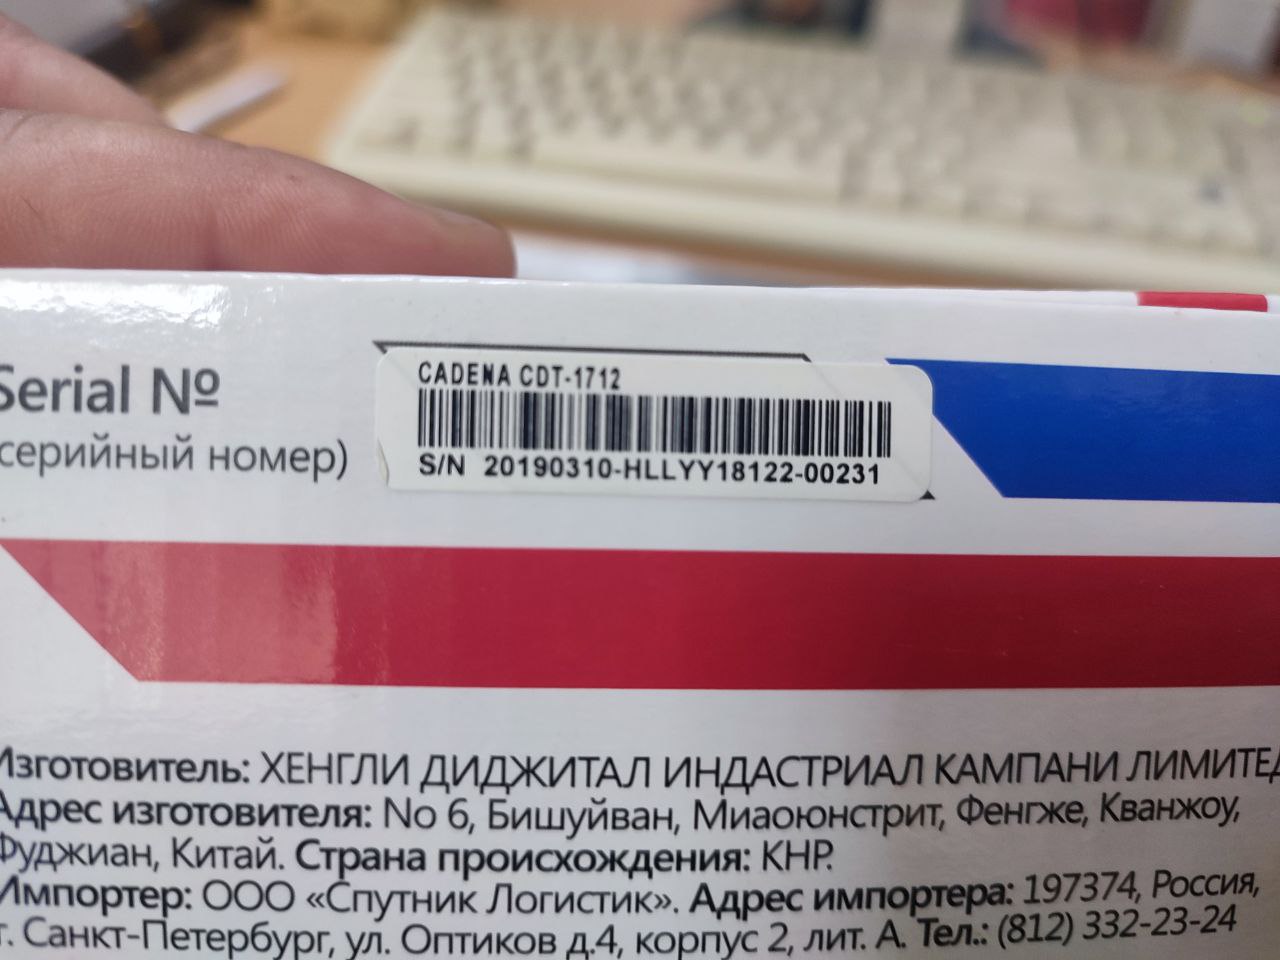 Serial №
(серийный номер)
CADENA CDT-1712
S/N 20190310-HLLYY18122-00231
Изготовитель: ХЕНГЛИ ДИДЖИТАЛ ИНДАСТРИАЛ КАМПАНИ ЛИМИТЕД
Адрес изготовителя: No 6, Бишуйван, Миаоюнстрит, Фенгже, Кванжоу,
Фуджиан, Китай. Страна происхождения: КНР.
Импортер: ООО «Спутник Логистик». Адрес импортера: 197374, Россия,
г. Санкт-Петербург, ул. Оптиков д.4, корпус 2, лит. А. Тел.: (812) 332-23-24